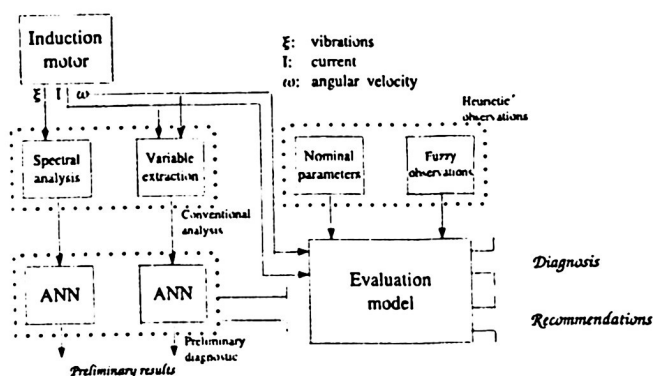 Induction
motor
ξ I ω
ξ: vibrations
I: current
ω: angular velocity
Heuretic
observations
Spectral
analysis
Variable
extraction
Nominal
parameters
Fuzzy
observations
Conventional
analysis
ANN
ANN
Evaluation
model
Diagnosis
Recommendations
Preliminary
diagnostic
Preliminary results